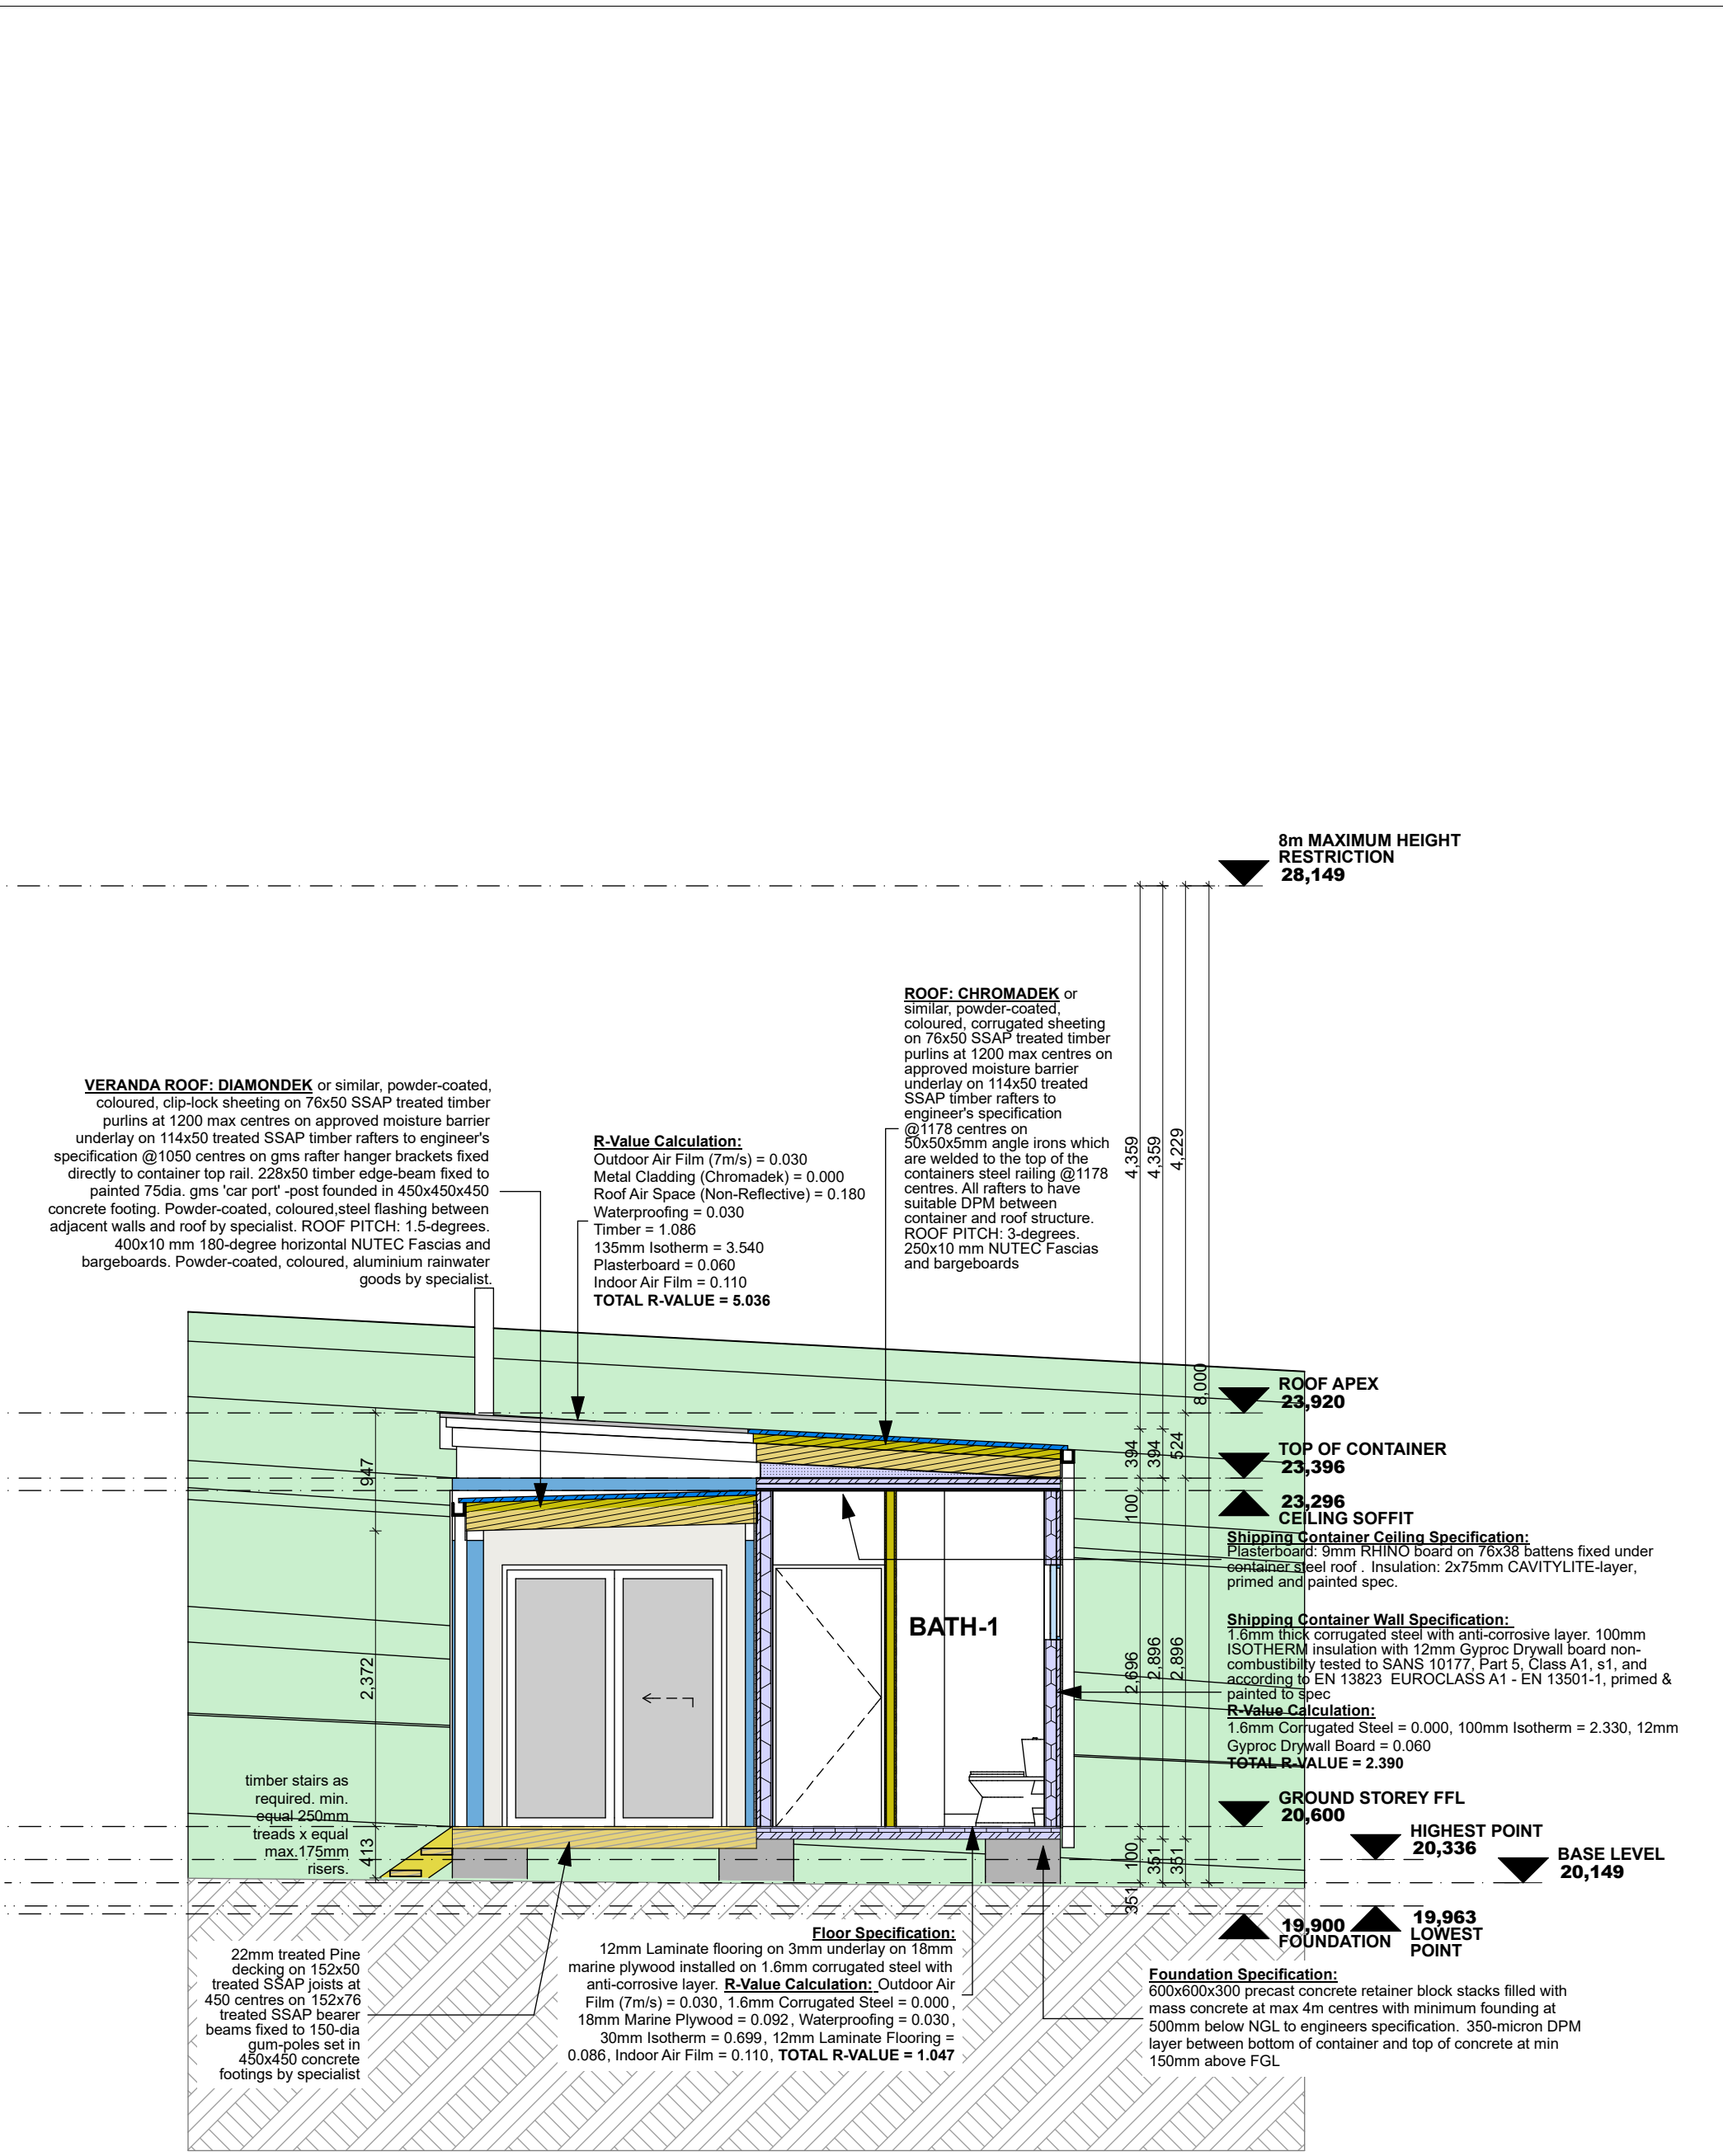 8m MAXIMUM HEIGHT
RESTRICTION
28,149
ROOF: CHROMADEK or
similar, powder-coated,
coloured, corrugated sheeting
on 76x50 SSAP treated timber
purlins at 1200 max centres on
approved moisture barrier
underlay on 114x50 treated
SSAP timber rafters to
engineer's specification
@1178 centres on
50x50x5mm angle irons which
are welded to the top of the
containers steel railing @1178
centres. All rafters to have
suitable DPM between
container and roof structure.
ROOF PITCH: 3-degrees.
250x10 mm NUTEC Fascias
and bargeboards
VERANDA ROOF: DIAMONDEK or similar, powder-coated,
coloured, clip-lock sheeting on 76x50 SSAP treated timber
purlins at 1200 max centres on approved moisture barrier
underlay on 114x50 treated SSAP timber rafters to engineer's
specification @1050 centres on gms rafter hanger brackets fixed
directly to container top rail. 228x50 timber edge-beam fixed to
painted 75dia. gms 'car port' -post founded in 450x450x450
concrete footing. Powder-coated, coloured,steel flashing between
adjacent walls and roof by specialist. ROOF PITCH: 1.5-degrees.
400x10 mm 180-degree horizontal NUTEC Fascias and
bargeboards. Powder-coated, coloured, aluminium rainwater
goods by specialist.
R-Value Calculation:
Outdoor Air Film (7m/s) = 0.030
Metal Cladding (Chromadek) = 0.000
Roof Air Space (Non-Reflective) = 0.180
Waterproofing = 0.030
Timber = 1.086
135mm Isotherm = 3.540
Plasterboard = 0.060
Indoor Air Film = 0.110
TOTAL R-VALUE = 5.036
4,359
4,359
4,229
8,000
ROOF APEX
23,920
394
394
524
TOP OF CONTAINER
23,396
947
100
23,296
CEILING SOFFIT
Shipping Container Ceiling Specification:
Plasterboard: 9mm RHINO board on 76x38 battens fixed under
container steel roof . Insulation: 2x75mm CAVITYLITE-layer,
primed and painted spec.
BATH-1
Shipping Container Wall Specification:
1.6mm thick corrugated steel with anti-corrosive layer. 100mm
ISOTHERM insulation with 12mm Gyproc Drywall board non-
combustibilty tested to SANS 10177, Part 5, Class A1, s1, and
according to EN 13823 EUROCLASS A1 - EN 13501-1, primed &
painted to spec
R-Value Calculation:
1.6mm Corrugated Steel = 0.000, 100mm Isotherm = 2.330, 12mm
Gyproc Drywall Board = 0.060
TOTAL R-VALUE = 2.390
2,372
2,696
2,896
2,896
timber stairs as
required. min.
equal 250mm
treads x equal
max.175mm
risers.
413
GROUND STOREY FFL
20,600
HIGHEST POINT
20,336
BASE LEVEL
20,149
100
351
351
351
19,900
FOUNDATION
19,963
LOWEST
POINT
22mm treated Pine
decking on 152x50
treated SSAP joists at
450 centres on 152x76
treated SSAP bearer
beams fixed to 150-dia
gum-poles set in
450x450 concrete
footings by specialist
Floor Specification:
12mm Laminate flooring on 3mm underlay on 18mm
marine plywood installed on 1.6mm corrugated steel with
anti-corrosive layer. R-Value Calculation: Outdoor Air
Film (7m/s) = 0.030, 1.6mm Corrugated Steel = 0.000,
18mm Marine Plywood = 0.092, Waterproofing = 0.030,
30mm Isotherm = 0.699, 12mm Laminate Flooring =
0.086, Indoor Air Film = 0.110, TOTAL R-VALUE = 1.047
Foundation Specification:
600x600x300 precast concrete retainer block stacks filled with
mass concrete at max 4m centres with minimum founding at
500mm below NGL to engineers specification. 350-micron DPM
layer between bottom of container and top of concrete at min
150mm above FGL